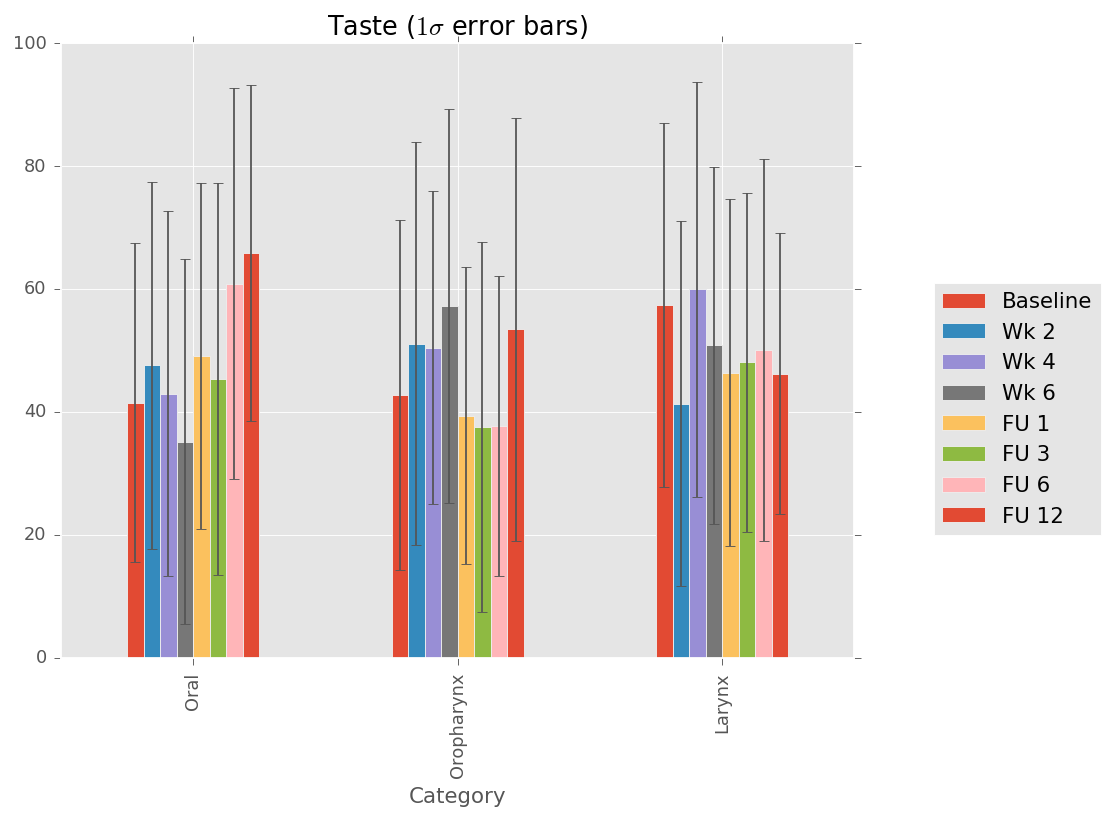 Taste (1σ error bars)
100
80
60
40
20
0
Oral
Oropharynx
Larynx
Category
Baseline
Wk 2
Wk 4
Wk 6
FU 1
FU 3
FU 6
FU 12